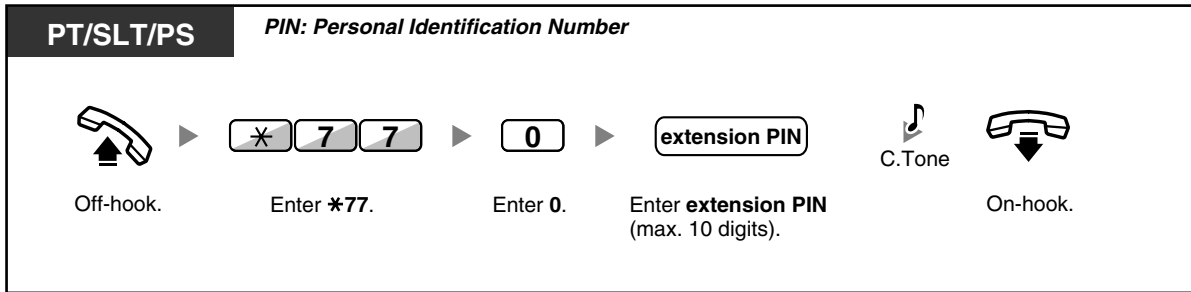 PT/SLT/PS
PIN: Personal Identification Number
* 7 7 0 extension PIN
C.Tone
Off-hook. Enter *77. Enter 0. Enter extension PIN On-hook.
(max. 10 digits).